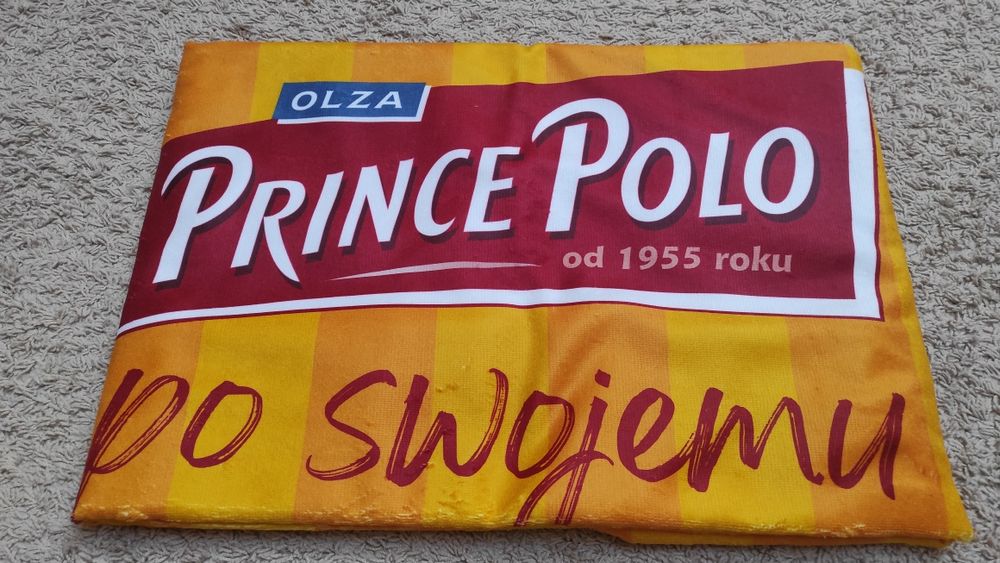 OLZA
PRINCE POLO
od 1955 roku
po swojemu